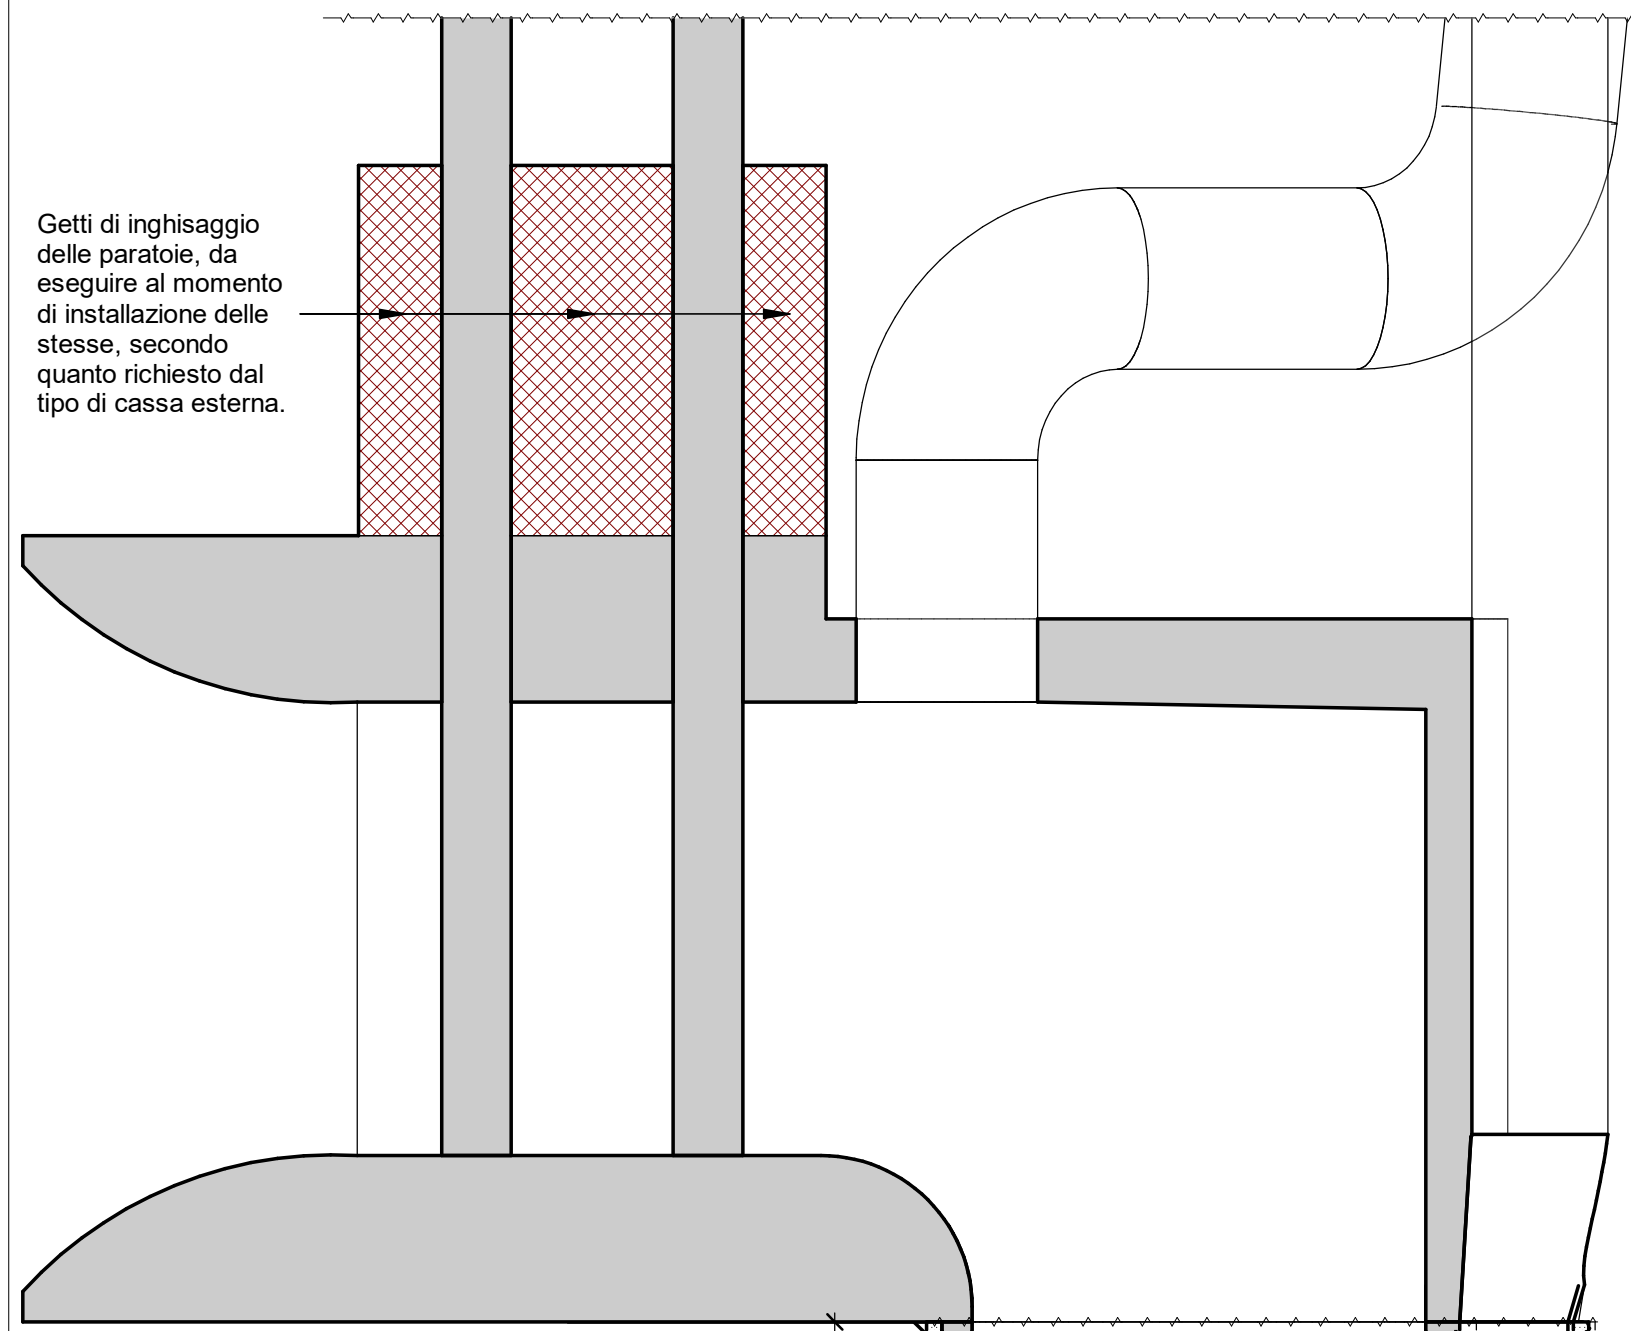 Getti di inghisaggio
delle paratoie, da
eseguire al momento
di installazione delle
stesse, secondo
quanto richiesto dal
tipo di cassa esterna.